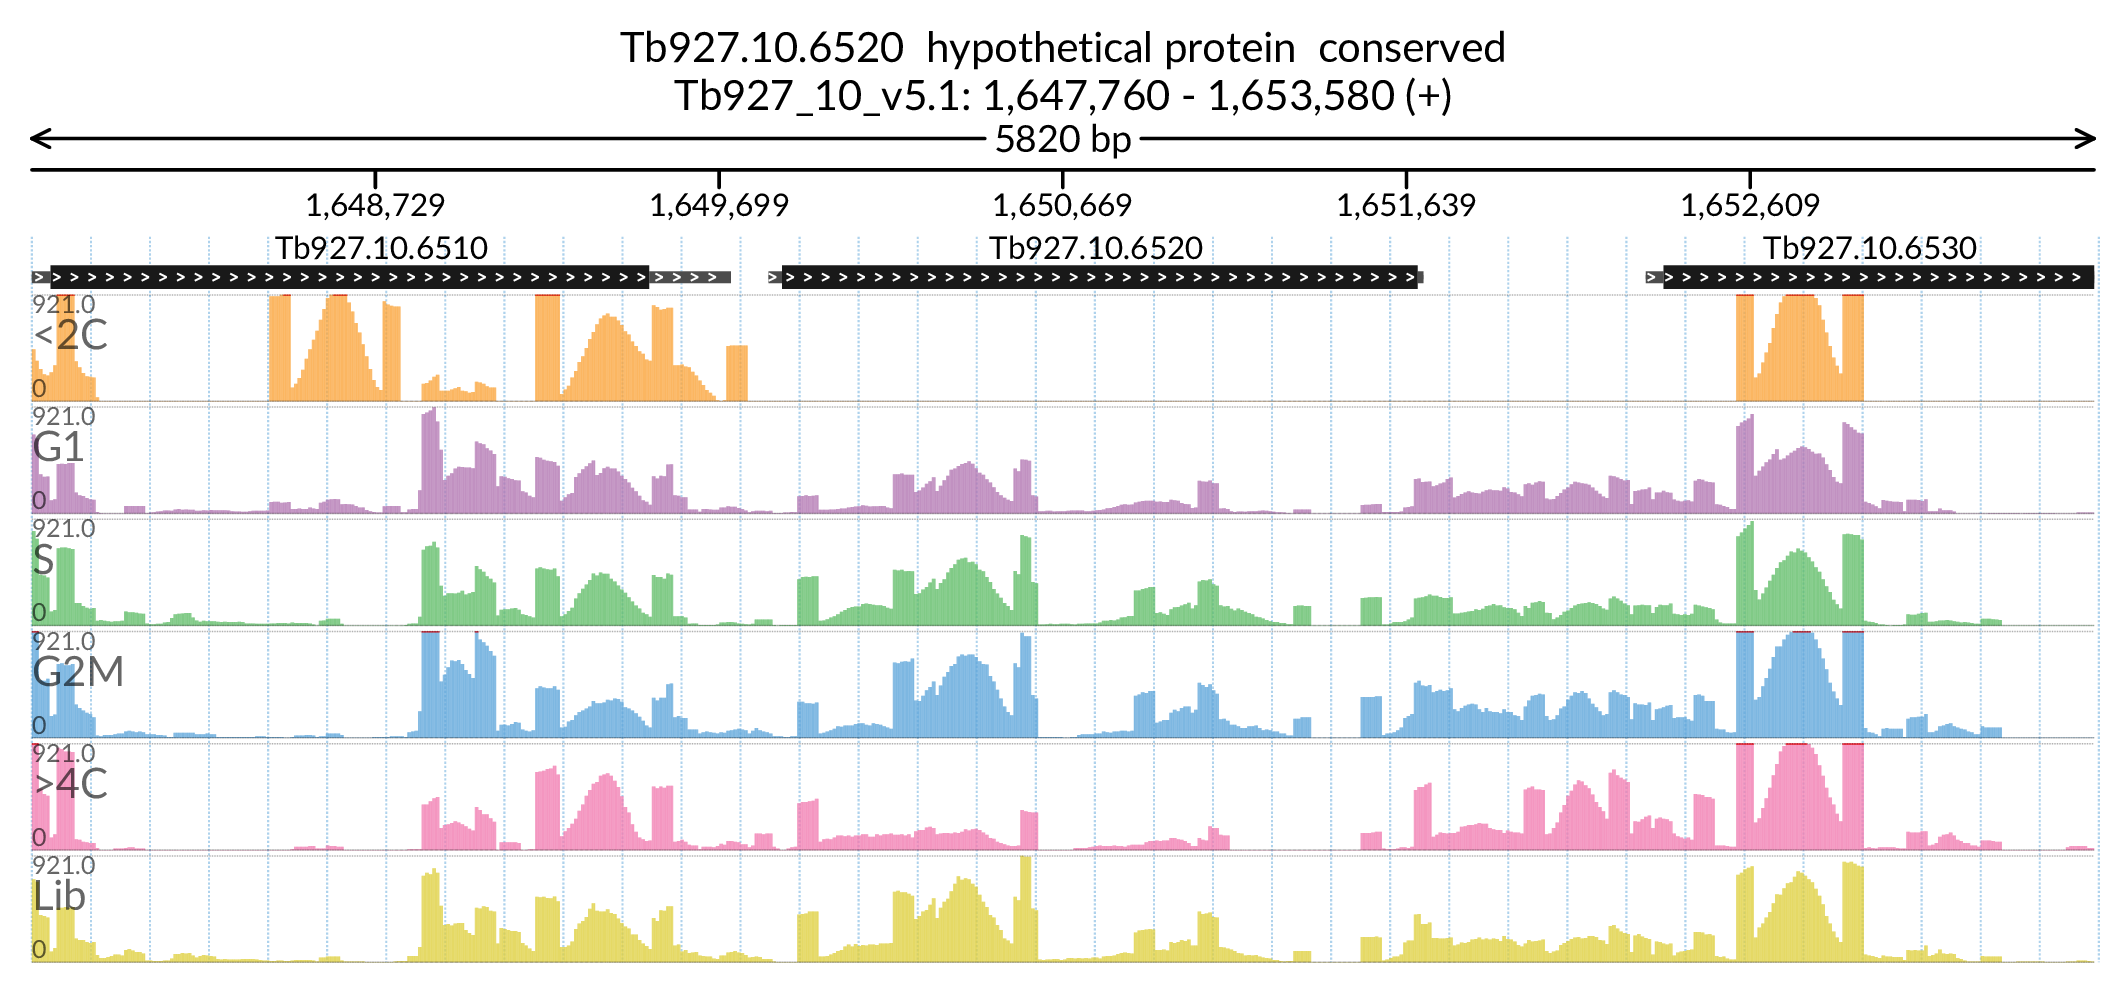 Tb927.10.6520 hypothetical protein conserved
Tb927_10_v5.1: 1,647,760 - 1,653,580 (+)
5820 bp
1,648,729 1,649,699 1,650,669 1,651,639 1,652,609
Tb927.10.6510 Tb927.10.6520 Tb927.10.6530
921.0
<2C
0
921.0
G1
0
921.0
S
0
921.0
G2M
0
921.0
>4C
0
921.0
Lib
0